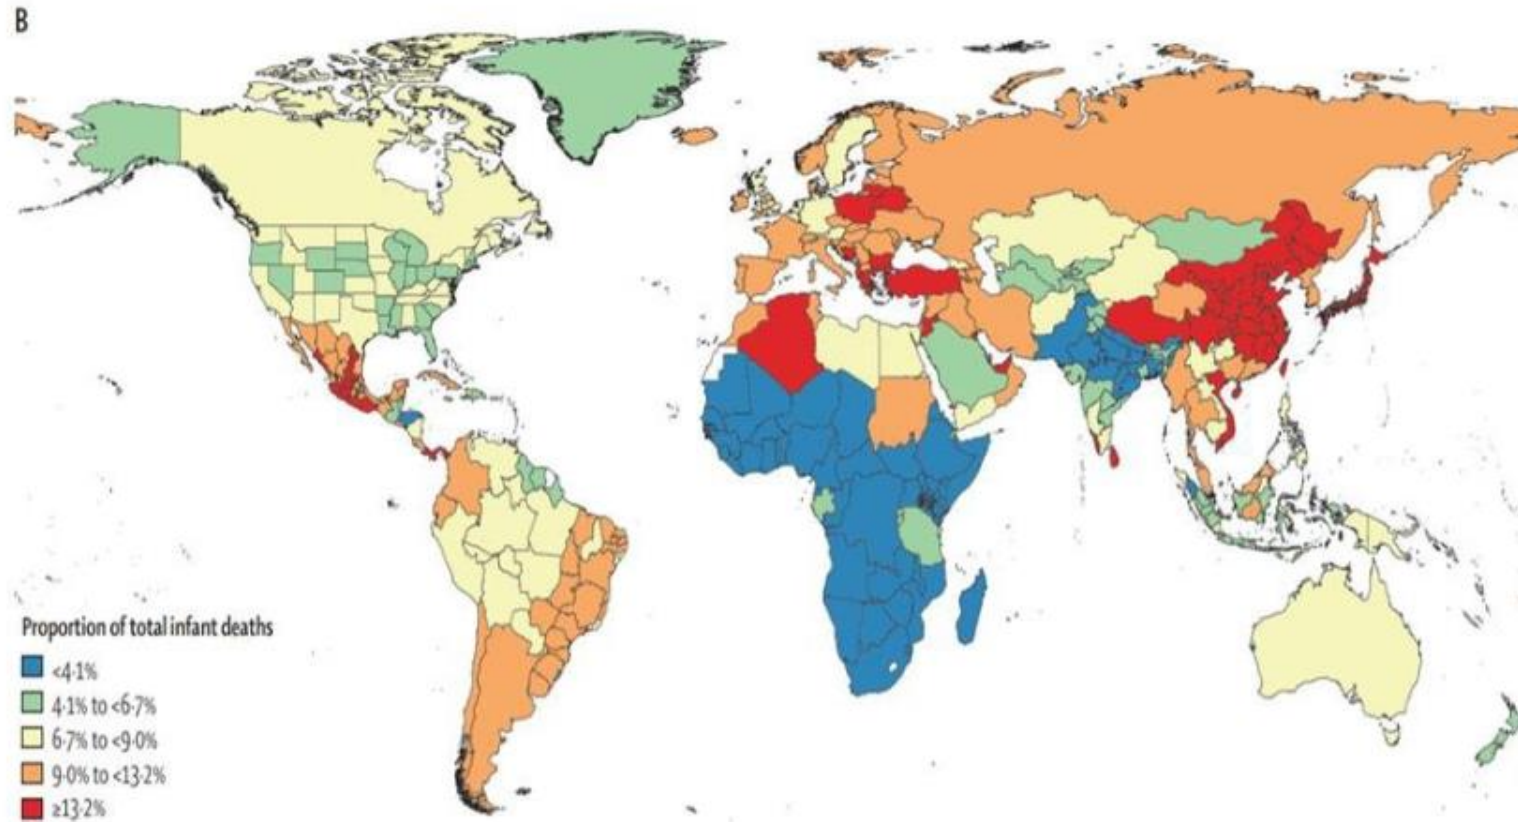 B
Proportion of total infant deaths
<4·1%
4·1% to <6·7%
6·7% to <9·0%
9·0% to <13·2%
≥13·2%